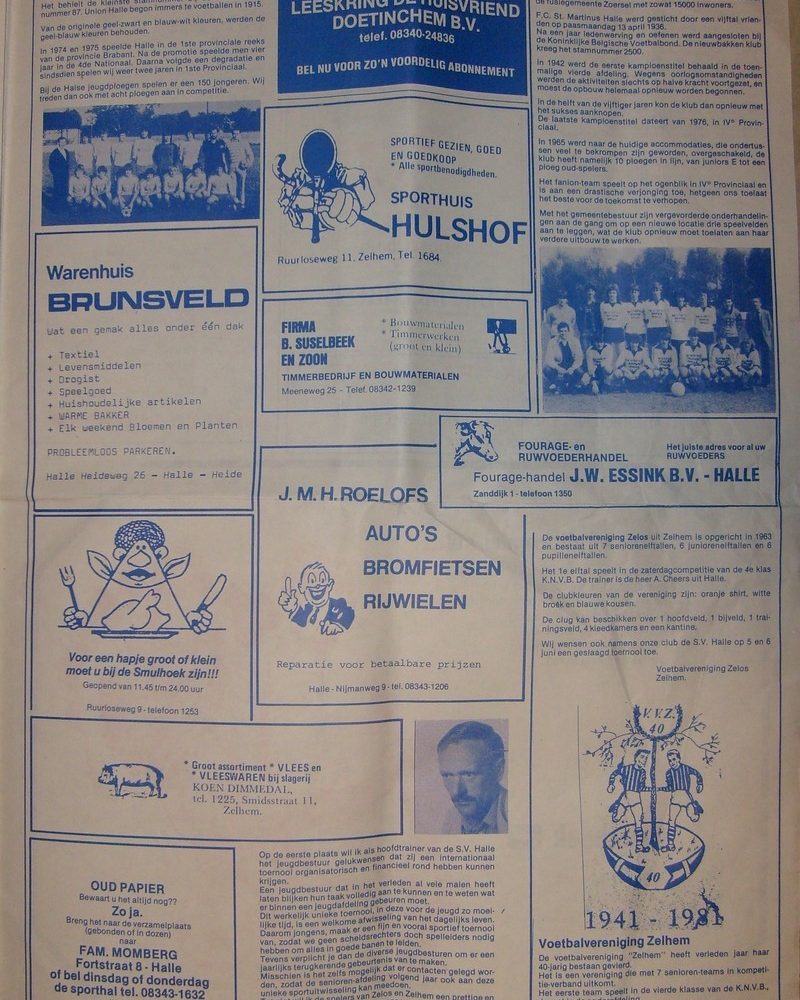 Het behelt de kleinste
nummer 87. Union Halle begon immers te voetballen in 1915.
Van de originele geel-zwart en blauw-wit kleuren, werden de
geel-blauw kleuren behouden.
In 1974 en 1975 speelde Halle in de 1ste provinciale reeks
van de provincie Brabant. Na de promotie speelde men vier
jaar in de 4de Nationaal. Daarna volgde een degradatie en
sindsdien spelen wij weer twee jaren in 1ste Provinciaal.
Bij de Halse jeugdploegen spelen er een 150 jongeren. Wij
treden dan ook met acht ploegen aan in competitie.
Warenhuis
BRUNSVELD
Wat een gemak alles onder één dak
+ Textiel
+ Levensmiddelen
+ Drogist
+ Speelgoed
+ Huishoudelijke artikelen
+ WARME BAKKER
+ Elk weekend Bloemen en Planten
PROBLEEMLOOS PARKEREN.
Halle Heideweg 26 - Halle - Heide
Voor een hapje groot of klein
moet u bij de Smulhoek zijn!!!
Geopend van 11.45 t/m 24.00 uur
Ruurloseweg 9 - telefoon 1253
LEESKRING DE HUISVRIEND
DOETINCHEM B.V.
telef. 08340-24836
BEL NU VOOR ZO'N VOORDELIG ABONNEMENT
SPORTIEF GEZIEN, GOED
EN GOEDKOOP
* Alle sportbenodigdheden.
SPORTHUIS
HULSHOF
Ruurloseweg 11, Zelhem, Tel. 1684
FIRMA
B. SUSELBEEK
EN ZOON
* Bouwmaterialen
* Timmerwerken
(groot en klein)
TIMMERBEDRIJF EN BOUWMATERIALEN
Meeneweg 25 - Telef. 08342-1239
J.M.H. ROELOFS
AUTO'S
BROMFIETSEN
RIJWIELEN
Reparatie voor betaalbare prijzen
Halle - Nijmanweg 9 - tel. 08343-1206
de fusiegemeente Zoersel met zowat 15000 inwoners.
F.C. St. Martinus Halle werd gesticht door een vijftal vrien-
den op paasmaandag 13 april 1936.
Na een jaar ledenwerving en oefenen werd aangesloten bij
de Koninklijke Belgische Voetbalbond. De nieuwbakken klub
kreeg het stamnummer 2500.
In 1942 werd de eerste kampioenstitel behaald in de toen-
malige vierde afdeling. Wegens oorlogsomstandigheden
werden de aktiviteiten slechts op halve kracht voortgezet, en
moest de opbouw helemaal opnieuw worden begonnen.
In de helft van de vijftiger jaren kon de klub dan opnieuw met
het sukses aanknopen.
De laatste kampioenstitel dateert van 1976, in IVe Provin-
ciaal.
In 1965 werd naar de huidige accommodaties, die ondertus-
sen veel te bekrompen zijn geworden, overgeschakeld, de
klub heeft namelijk 10 ploegen in lijn, van juniors E tot een
ploeg oud-spelers.
Het fanion-team speelt op het ogenblik in IVe Provinciaal en
is aan een drastische verjonging toe, hetgeen ons toelaat
het beste voor de toekomst te verhopen.
Met het gemeentebestuur zijn vergevorderde onderhandelin-
gen aan de gang om op een nieuwe locatie drie speelvelden
aan te leggen, wat de klub opnieuw moet toelaten aan haar
verdere uitbouw te werken.
FOURAGE- en
RUWVOEDERHANDEL
Het juiste adres voor al uw
RUWVOEDERS
Fourage-handel J.W. ESSINK B.V. - HALLE
Zanddijk 1 - telefoon 1350
De voetbalvereniging Zelos uit Zelhem is opgericht in 1963
en bestaat uit 7 seniorenelftallen, 6 juniorenelftallen en 6
pupillenelftallen.
Het 1e elftal speelt in de zaterdagcompetitie van de 4e klas
K.N.V.B. De trainer is de heer A. Cheers uit Halle.
De clubkleuren van de vereniging zijn: oranje shirt, witte
broek en blauwe kousen.
De clug kan beschikken over 1 hoofdveld, 1 bijveld, 1 trai-
ningsveld, 4 kleedkamers en een kantine.
Wij wensen ook namens onze club de S.V. Halle op 5 en 6
juni een geslaagd toernooi toe.
Voetbalvereniging Zelos
Zelhem.
* Groot assortiment * VLEES en
* VLEESWAREN bij slagerij
KOEN DIMMEDAL,
tel. 1225, Smidsstraat 11,
Zelhem.
OUD PAPIER
Bewaart u het altijd nog??
Zo ja.
Breng het naar de verzamelplaats
(gebonden of in dozen)
naar
FAM. MOMBERG
Fortstraat 8 - Halle
of bel dinsdag of donderdag
de sporthal tel. 08343-1632
Op de eerste plaats wil ik als hoofdtrainer van de S.V. Halle
het jeugdbestuur gelukwensen dat zij een internationaal
toernooi organisatorisch en financieel rond hebben kunnen
krijgen.
Een jeugdbestuur dat in het verleden al vele malen heeft
laten blijken hun taak volledig aan te kunnen en te weten wat
er binnen een jeugdafdeling gebeuren moet.
Dit werkelijk unieke toernooi, in deze voor de jeugd zo moei-
lijke tijd, is een welkome afwisseling van het dagelijks leven.
Daarom jongens, maak er een fijn en vooral sportief toernooi
van, zodat we geen scheidsrechters doch spelleiders nodig
hebben om alles in goede banen te leiden.
Tevens verplicht je dan de diverse jeugdbesturen om er een
jaarlijks terugkerende gebeurtenis van te maken.
Misschien is het zelfs mogelijk dat er contacten gelegd wor-
den, zodat de senioren-afdeling volgend jaar ook aan deze
unieke sportuitwisseling kan meedoen.
de spelers van Zelos en Zelhem een prettige en
V.V.Z.
40
40
1941 - 1981
Voetbalvereniging Zelhem
De voetbalvereniging "Zelhem" heeft verleden jaar haar
40-jarig bestaan gevierd.
Het is een vereniging die met 7 senioren-teams in kompeti-
tie-verband uitkomt.
Het eerste team speelt in de vierde klasse van de K.N.V.B.,